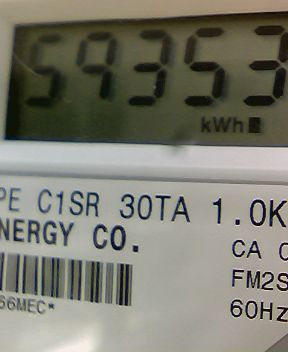 59353
kWh
PE C1SR 30TA 1.0K
NERGY CO.
CA
FM2S
66MEC*
60Hz